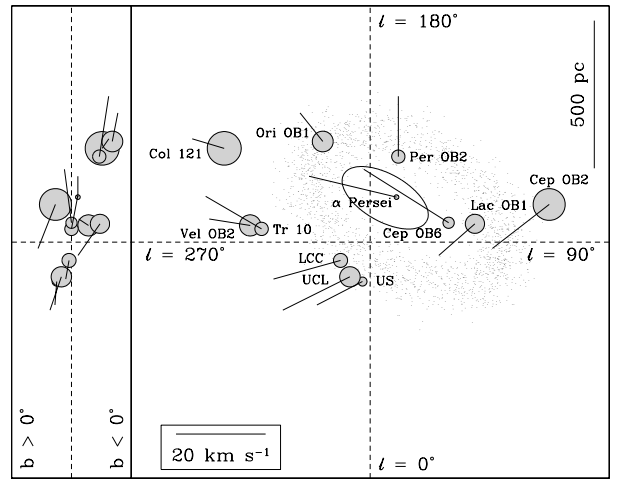 l = 180°
500 pc
Ori OB1
Col 121
Per OB2
Cep OB2
α Persei
Lac OB1
Vel OB2
Tr 10
Cep OB6
l = 270°
l = 90°
LCC
UCL
US
b > 0°
b < 0°
20 km s⁻¹
l = 0°